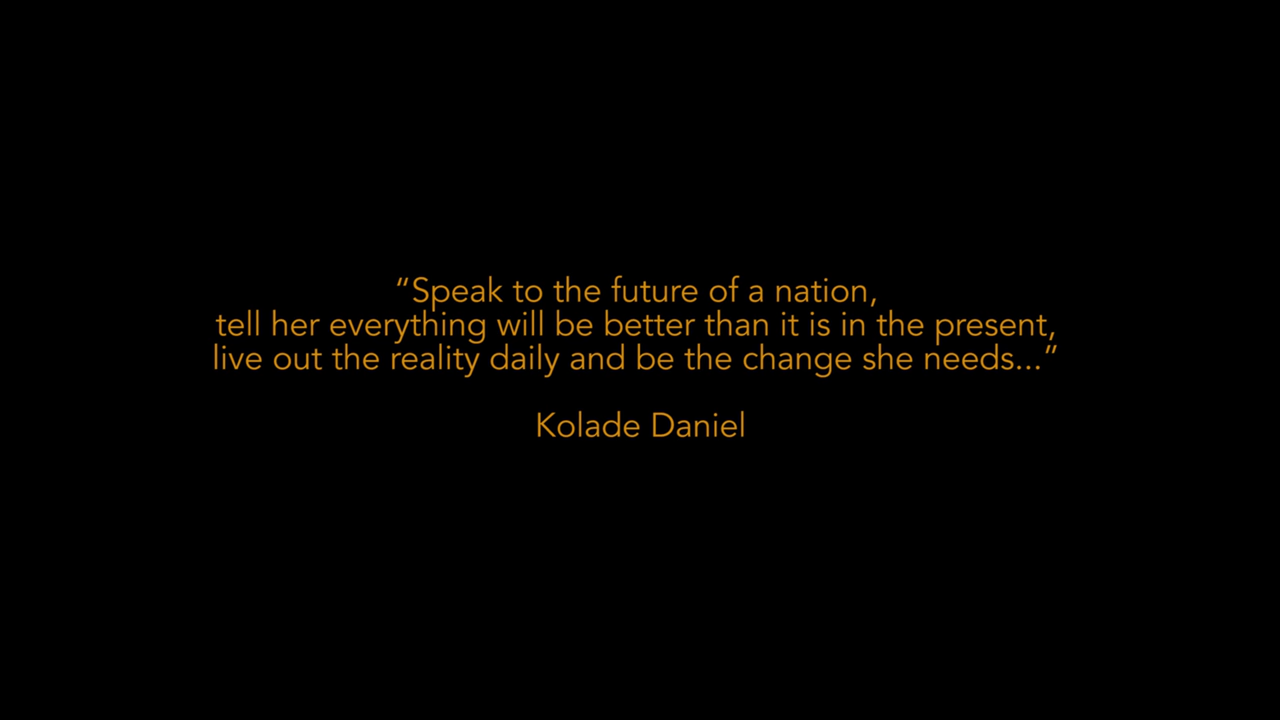 “Speak to the future of a nation,
tell her everything will be better than it is in the present,
live out the reality daily and be the change she needs...”
Kolade Daniel